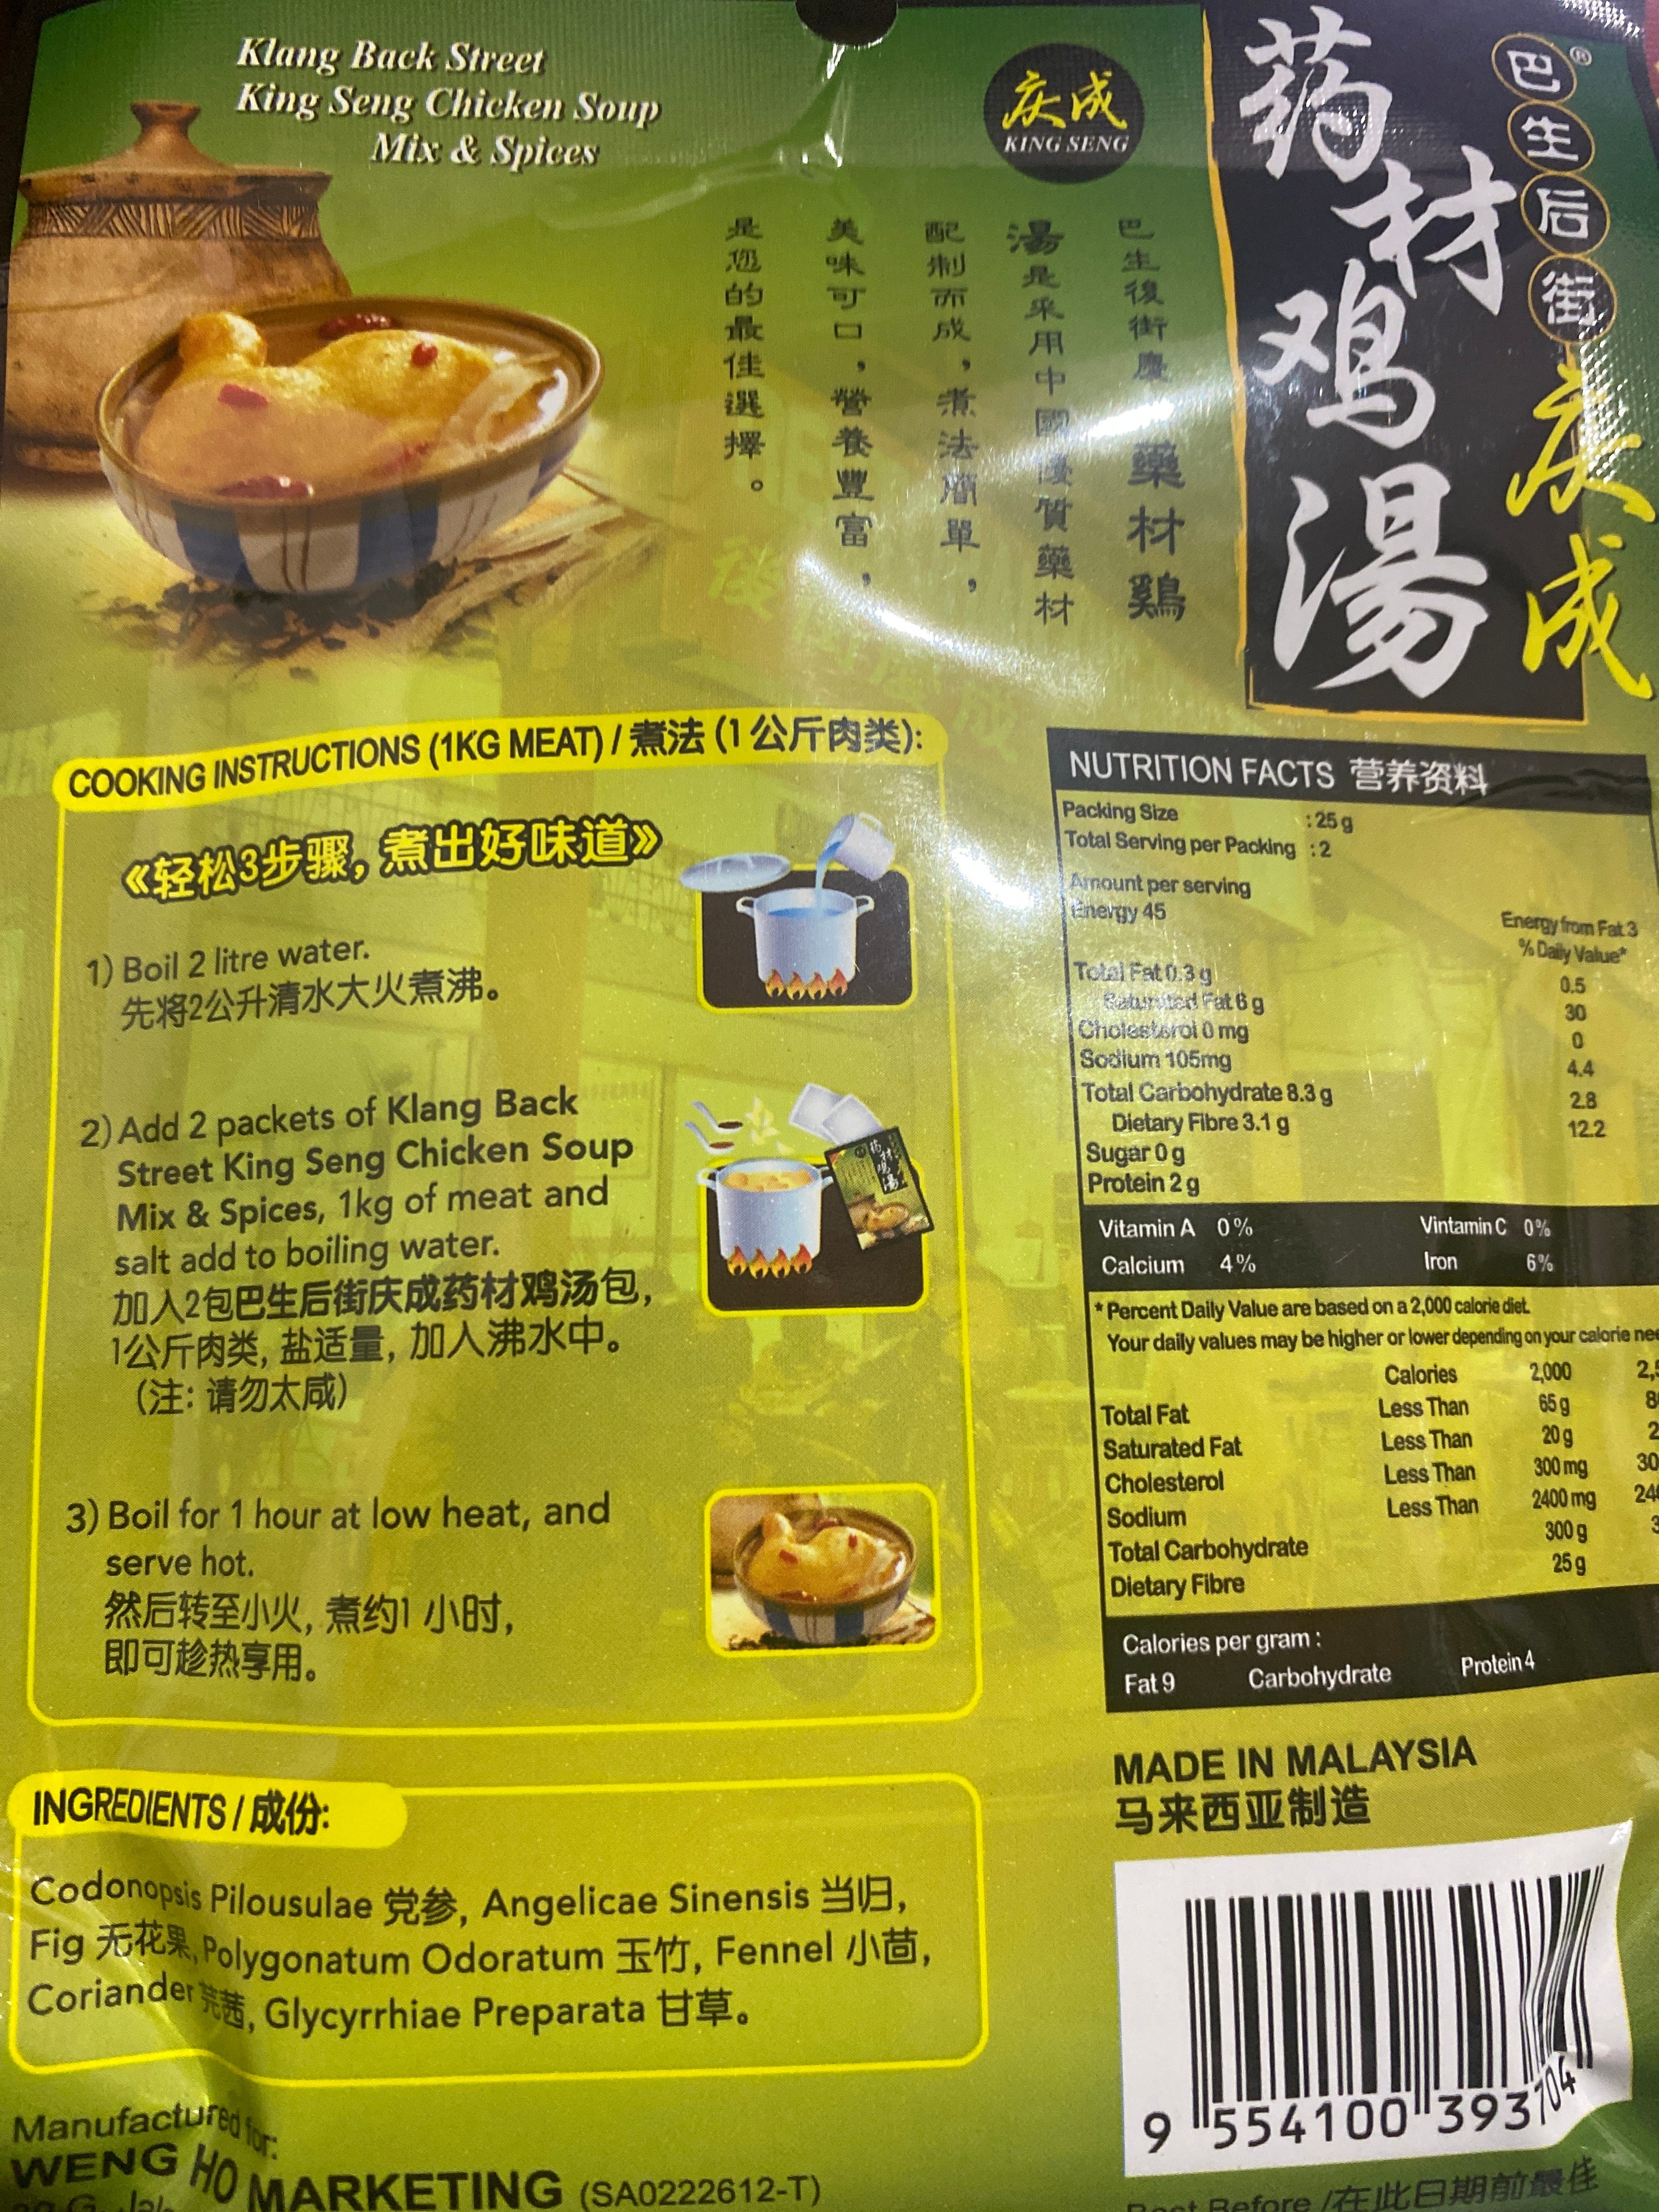 Klang Back Street
King Seng Chicken Soup
Mix & Spices
庆成
KING SENG
巴生后街
®
庆成
药材鸡湯
巴生後街慶 藥材鷄
湯是采用中國優質藥材
配制而成，煮法簡單，
美味可口，營養豐富，
是您的最佳選擇。
後街慶成
COOKING INSTRUCTIONS (1KG MEAT) / 煮法 (1 公斤肉类):
《轻松3步骤, 煮出好味道》
1) Boil 2 litre water.
先将2公升清水大火煮沸。
2) Add 2 packets of Klang Back
Street King Seng Chicken Soup
Mix & Spices, 1kg of meat and
salt add to boiling water.
加入2包巴生后街庆成药材鸡汤包,
1公斤肉类, 盐适量, 加入沸水中。
(注: 请勿太咸)
3) Boil for 1 hour at low heat, and
serve hot.
然后转至小火, 煮约1 小时,
即可趁热享用。
INGREDIENTS / 成份:
Codonopsis Pilousulae 党参, Angelicae Sinensis 当归,
Fig 无花果, Polygonatum Odoratum 玉竹, Fennel 小茴,
Coriander 芫茜, Glycyrrhiae Preparata 甘草。
Manufactured for:
WENG HO MARKETING (SA0222612-T)
NUTRITION FACTS 营养资料
Packing Size : 25 g
Total Serving per Packing : 2
Amount per serving
Energy 45 Energy from Fat 3
% Daily Value*
Total Fat 0.3 g 0.5
Saturated Fat 6 g 30
Cholesterol 0 mg 0
Sodium 105mg 4.4
Total Carbohydrate 8.3 g 2.8
Dietary Fibre 3.1 g 12.2
Sugar 0 g
Protein 2 g
Vitamin A 0% Vintamin C 0%
Calcium 4% Iron 6%
* Percent Daily Value are based on a 2,000 calorie diet.
Your daily values may be higher or lower depending on your calorie
Calories 2,000
Total Fat Less Than 65 g
Saturated Fat Less Than 20 g
Cholesterol Less Than 300 mg
Sodium Less Than 2400 mg
Total Carbohydrate 300 g
Dietary Fibre 25 g
Calories per gram :
Fat 9 Carbohydrate Protein 4
MADE IN MALAYSIA
马来西亚制造
9 554100 393704
Best Before / 在此日期前最佳